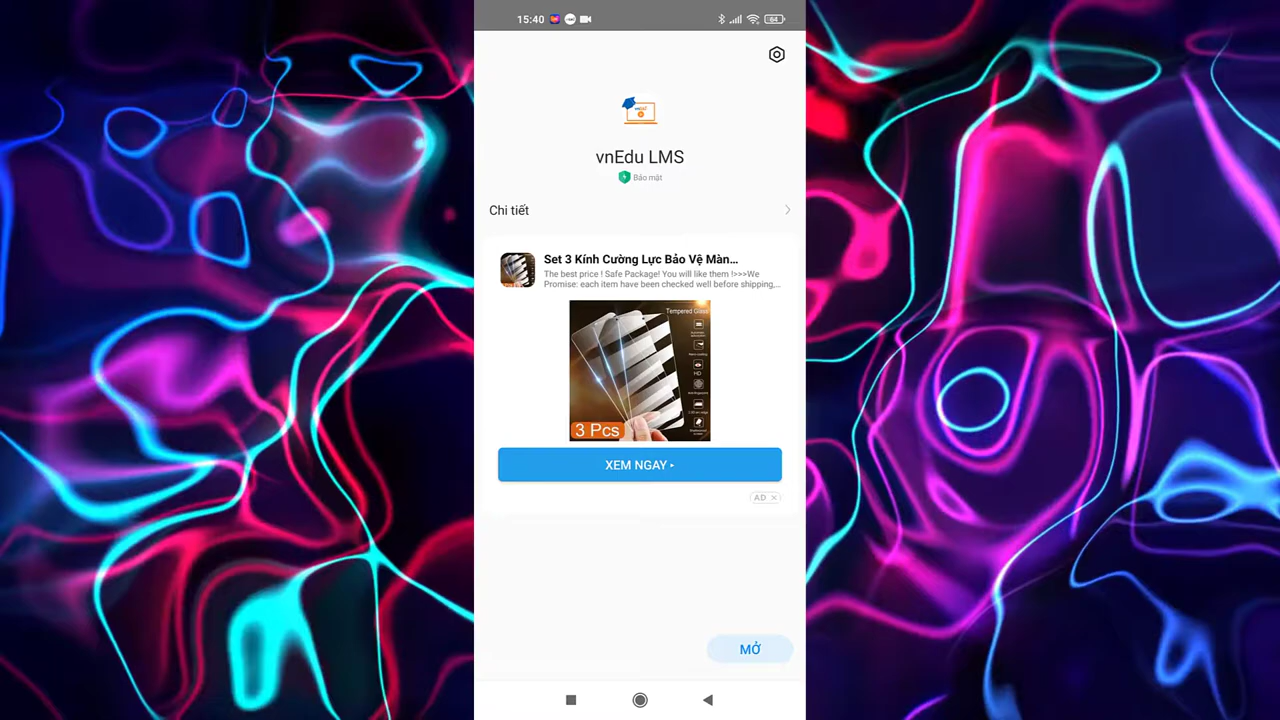 15:40
64
vnEdu LMS
Bảo mật
Chi tiết
Set 3 Kính Cường Lực Bảo Vệ Màn...
The best price ! Safe Package! You will like them !>>>We
Promise: each item have been checked well before shipping,...
Tempered Glass
HD
3 Pcs
XEM NGAY ▸
AD ×
MỞ